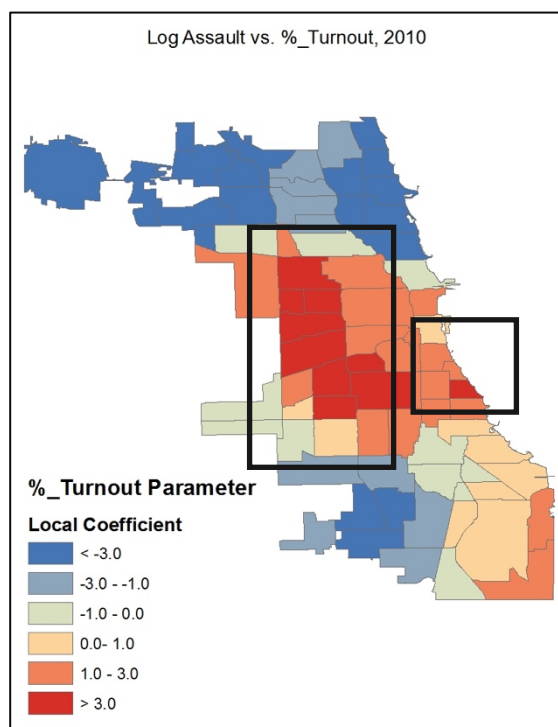 Log Assault vs. %_Turnout, 2010
%_Turnout Parameter
Local Coefficient
< -3.0
-3.0 - -1.0
-1.0 - 0.0
0.0- 1.0
1.0 - 3.0
> 3.0